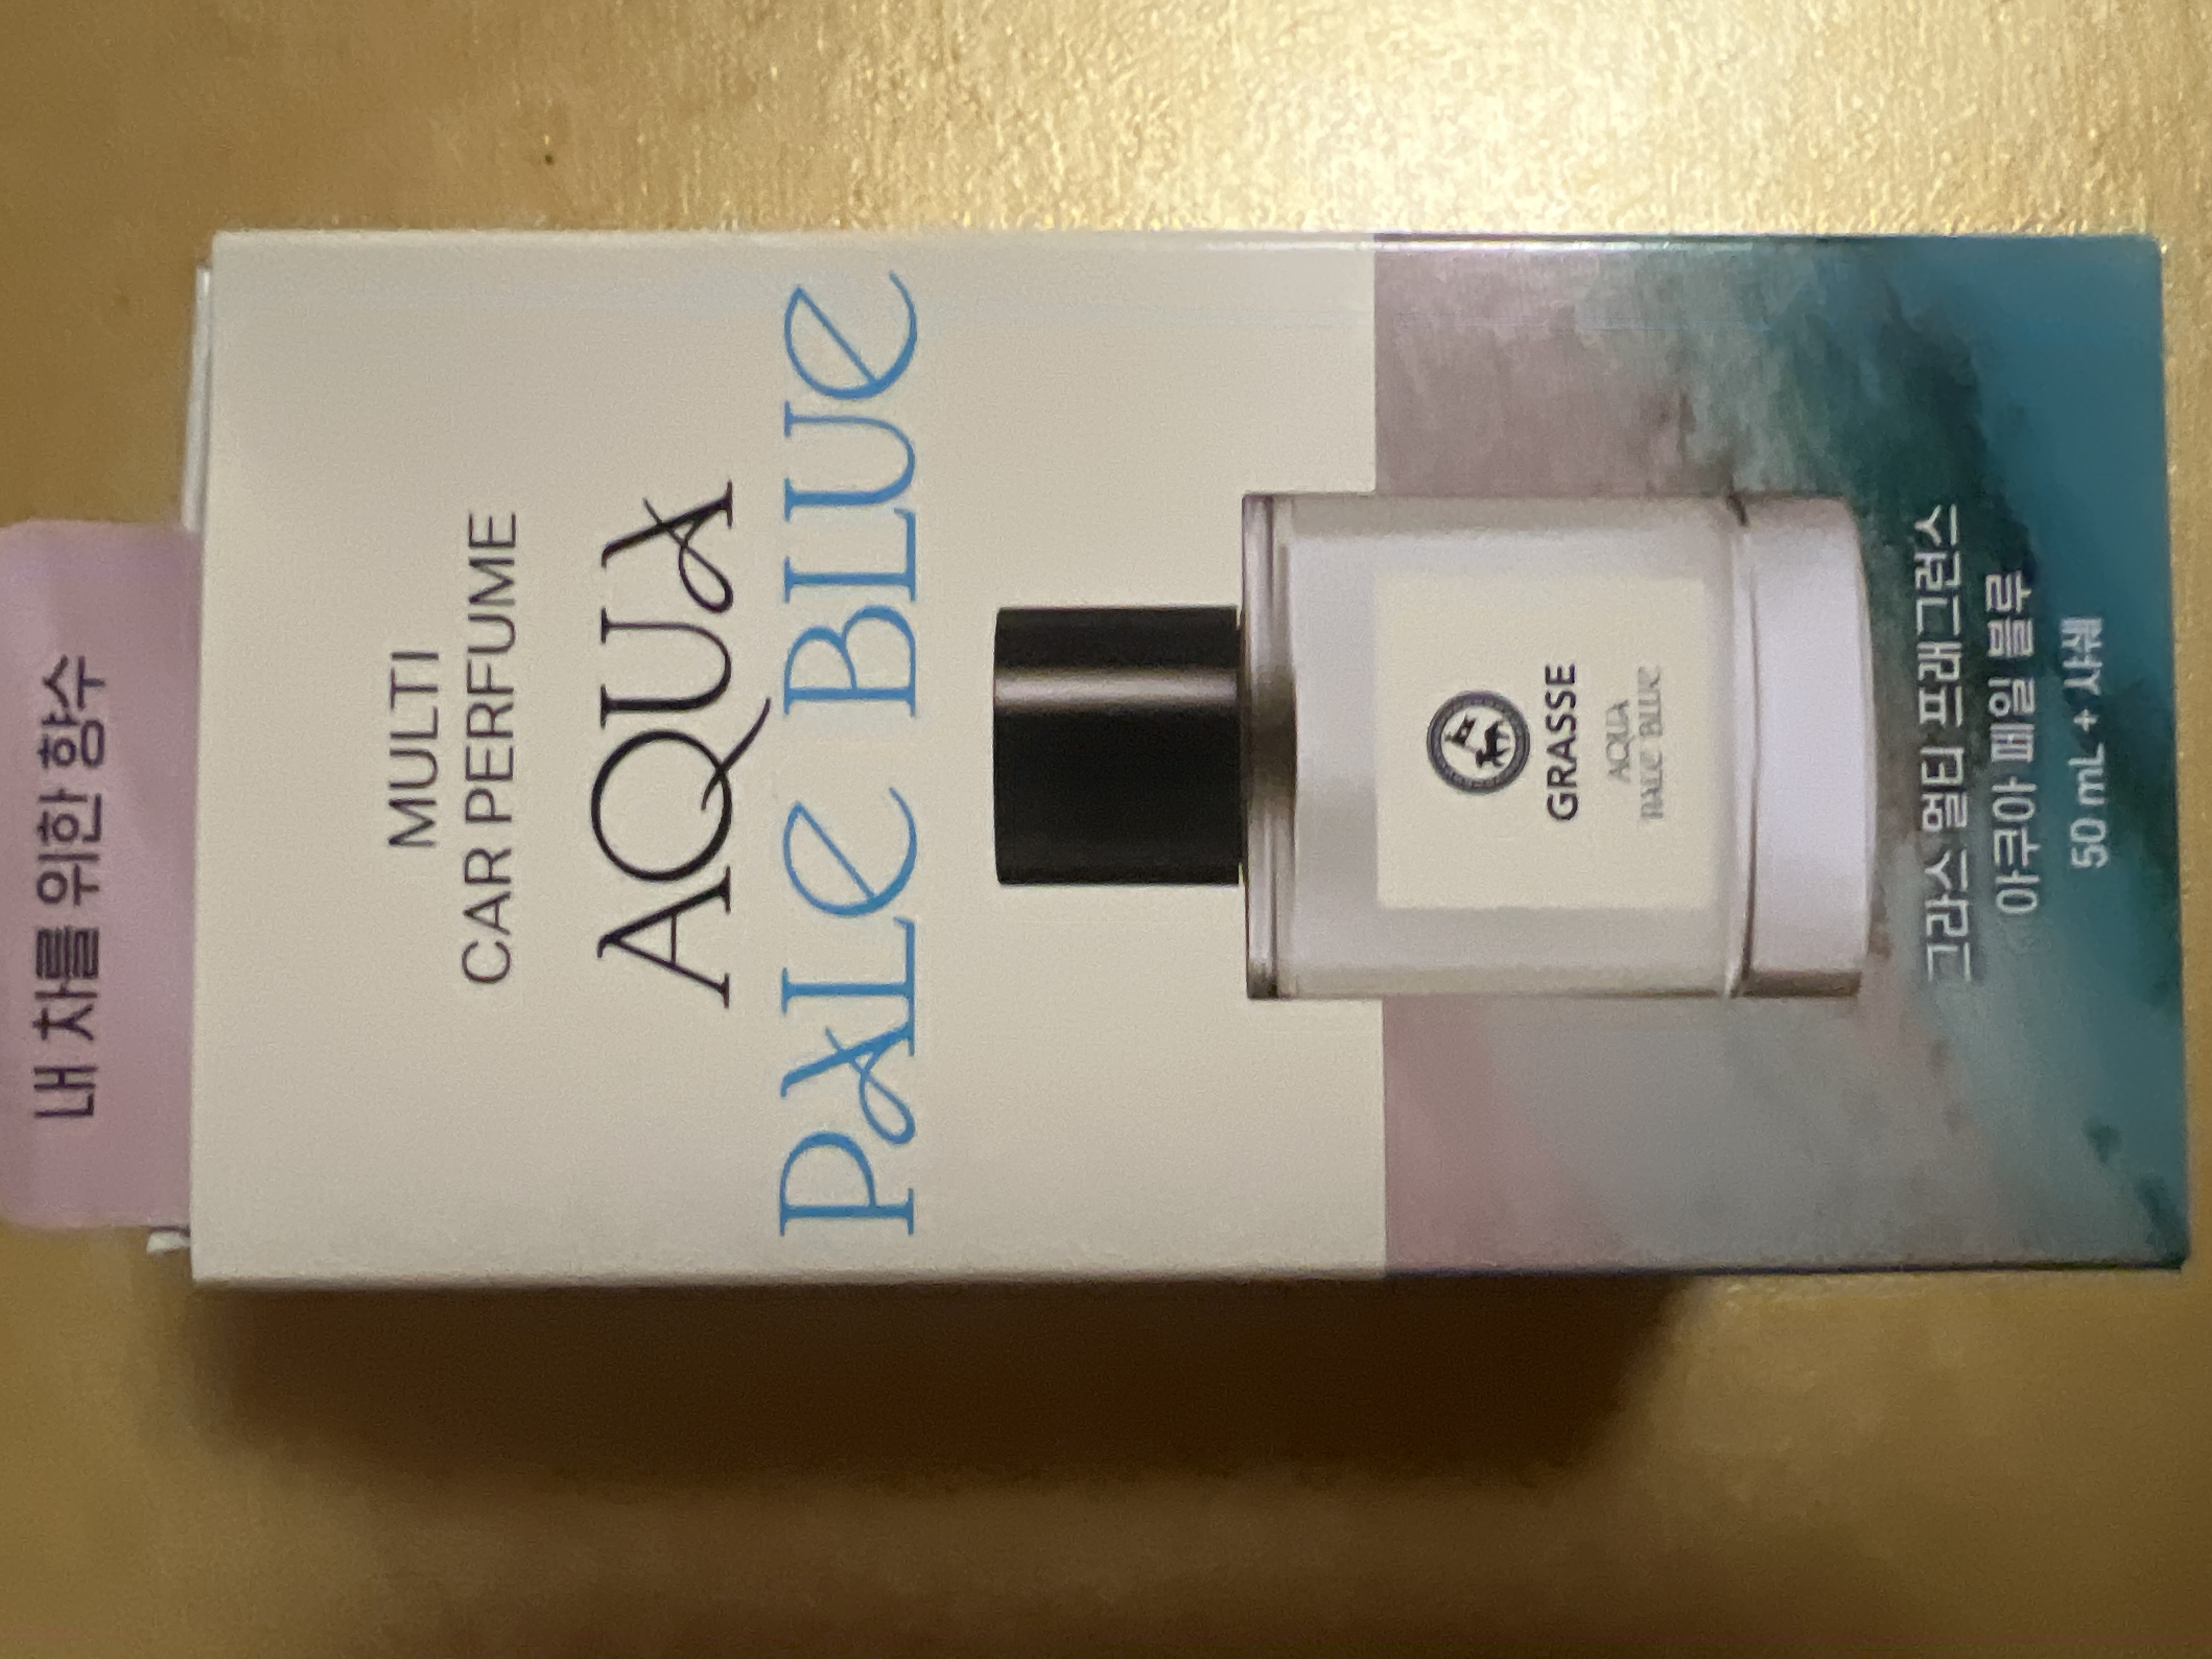 내 차를 위한 향수
MULTI
CAR PERFUME
AQUA
PALE BLUE
GRASSE
AQUA
PALE BLUE
그라스 멀티 프래그런스
아쿠아 페일 블루
50 mL + 사쉐